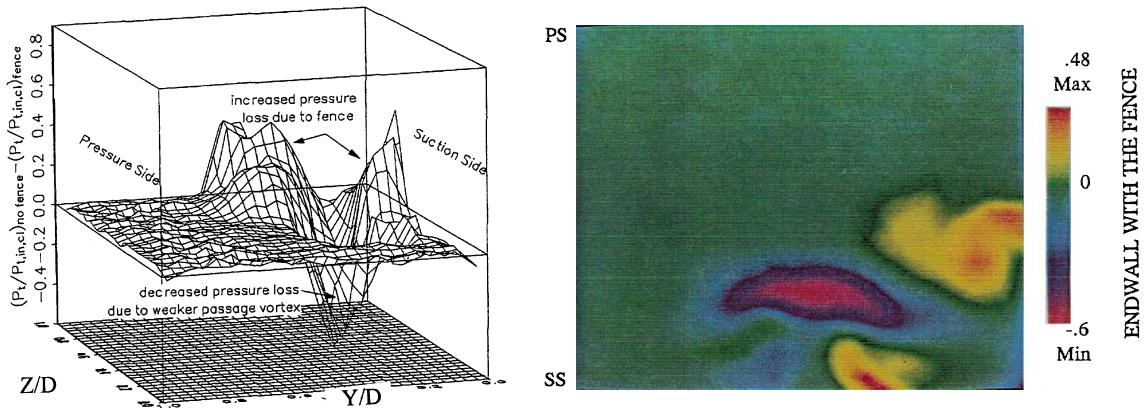 (Pt/Pt,in,cl)no fence−(Pt/Pt,in,cl)fence
0.8
0.6
0.4
0.2
0.0
−0.2
−0.4
Pressure Side
increased pressure
loss due to fence
Suction Side
decreased pressure loss
due to weaker passage vortex
Z/D
Y/D
PS
SS
.48
Max
0
-.6
Min
ENDWALL WITH THE FENCE